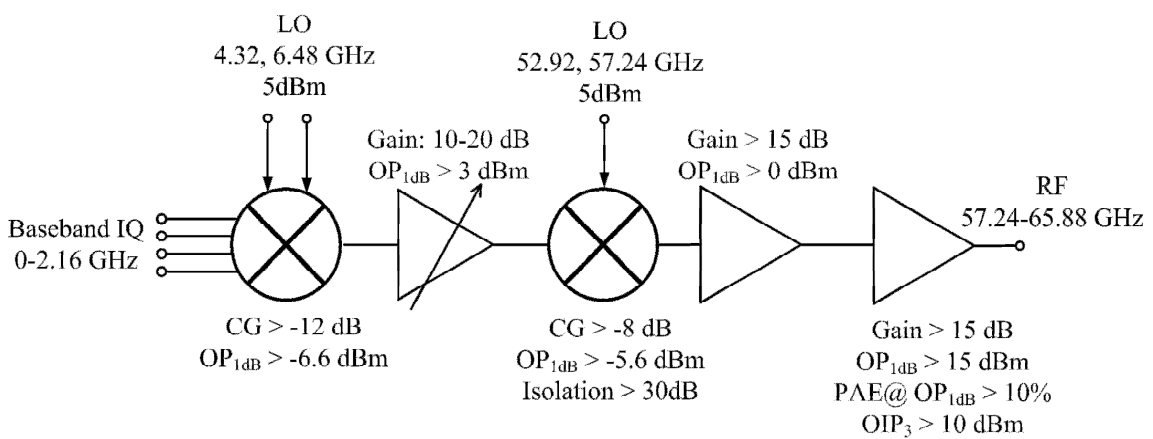 LO
4.32, 6.48 GHz
5dBm
LO
52.92, 57.24 GHz
5dBm
Gain: 10-20 dB
OP1dB > 3 dBm
Gain > 15 dB
OP1dB > 0 dBm
RF
57.24-65.88 GHz
Baseband IQ
0-2.16 GHz
CG > -12 dB
OP1dB > -6.6 dBm
CG > -8 dB
OP1dB > -5.6 dBm
Isolation > 30dB
Gain > 15 dB
OP1dB > 15 dBm
PAE@ OP1dB > 10%
OIP3 > 10 dBm